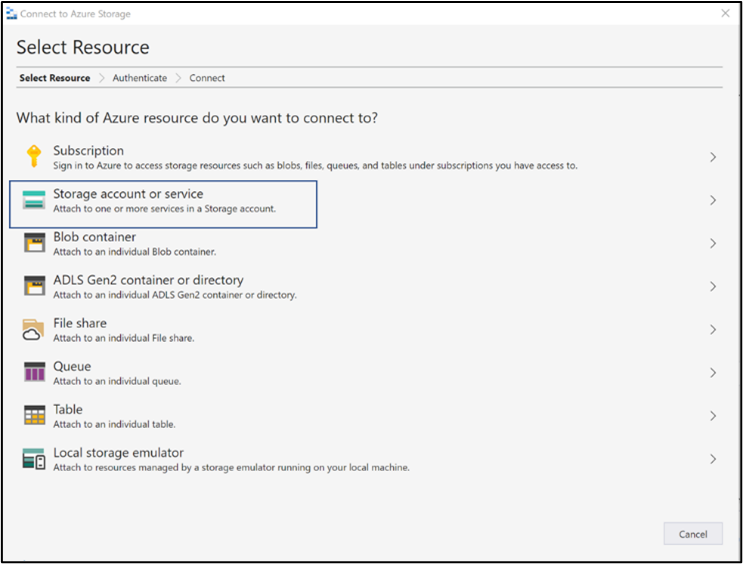 Connect to Azure Storage
Select Resource
Select Resource Authenticate Connect
What kind of Azure resource do you want to connect to?
Subscription
Sign in to Azure to access storage resources such as blobs, files, queues, and tables under subscriptions you have access to.
Storage account or service
Attach to one or more services in a Storage account.
Blob container
Attach to an individual Blob container.
ADLS Gen2 container or directory
Attach to an individual ADLS Gen2 container or directory.
File share
Attach to an individual File share.
Queue
Attach to an individual queue.
Table
Attach to an individual table.
Local storage emulator
Attach to resources managed by a storage emulator running on your local machine.
Cancel